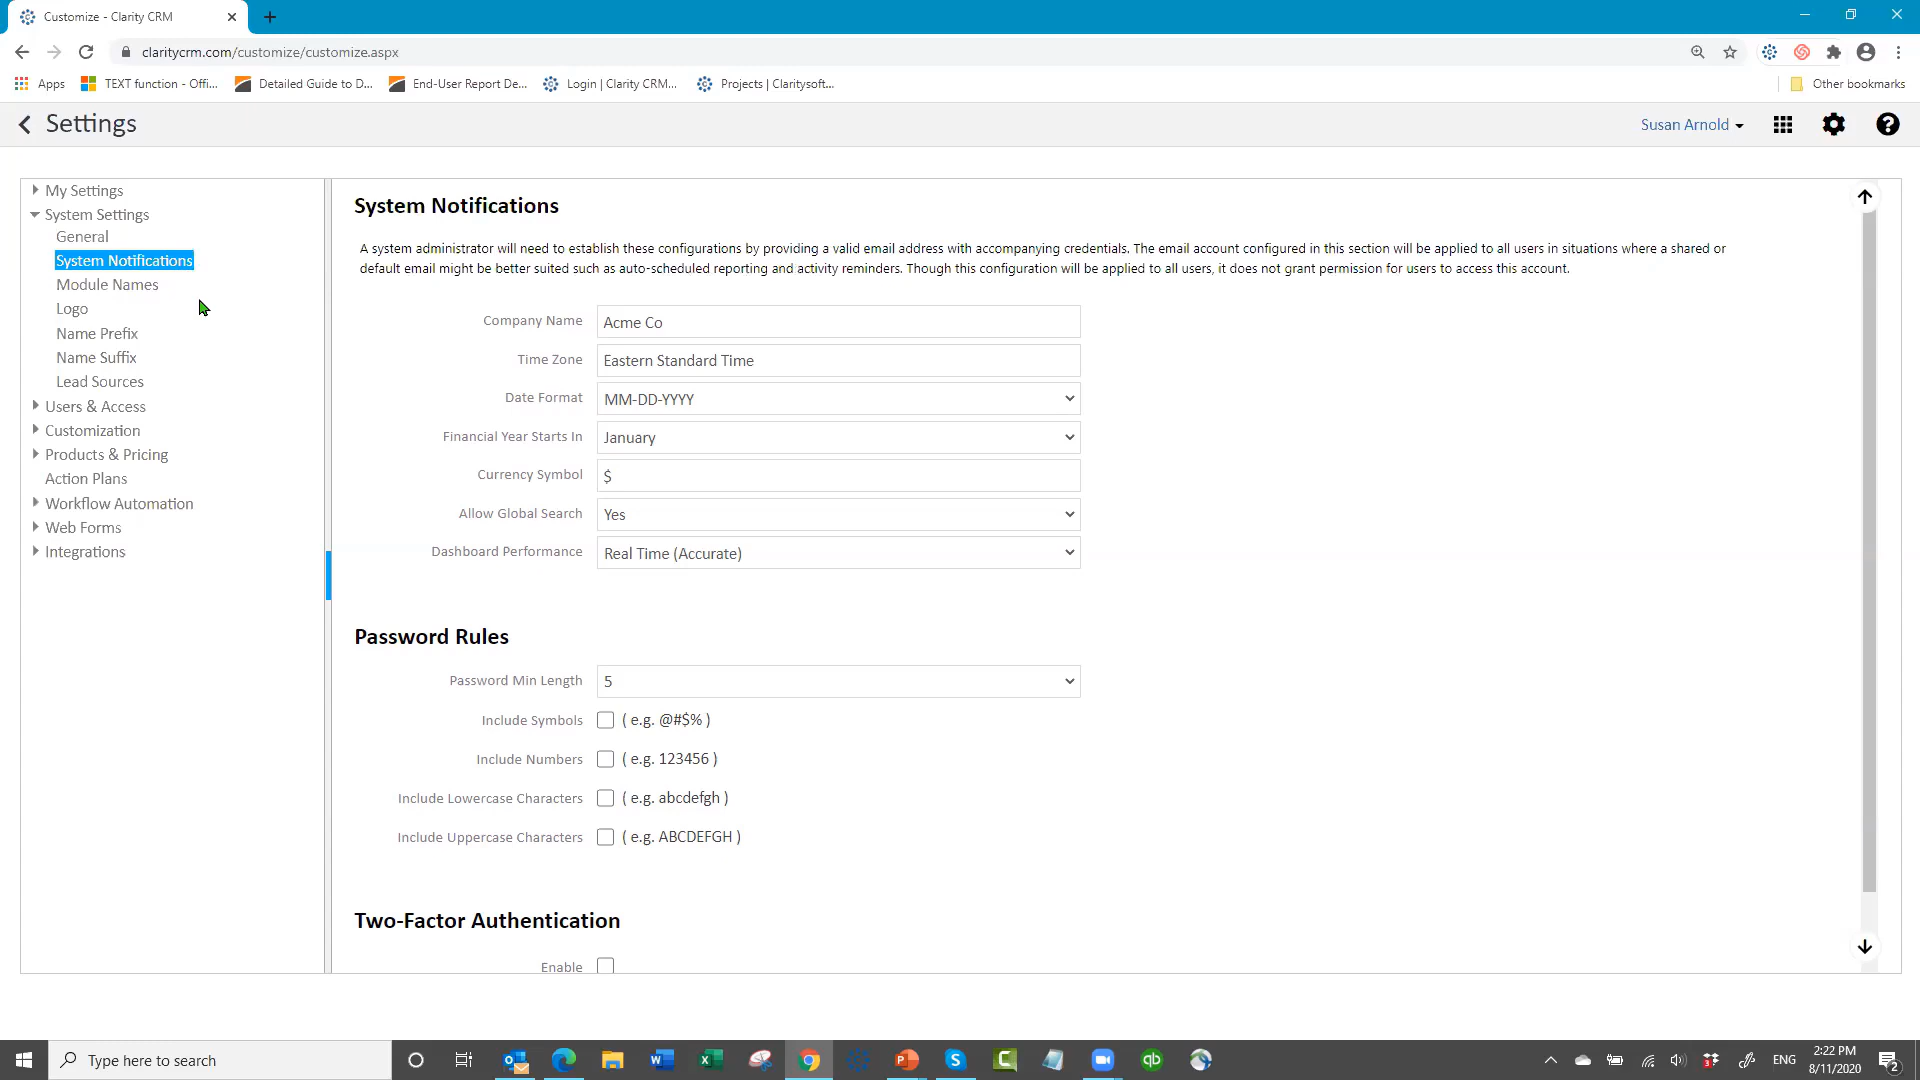 Customize - Clarity CRM
claritycrm.com/customize/customize.aspx
Apps
TEXT function - Offi...
Detailed Guide to D...
End-User Report De...
Login | Clarity CRM...
Projects | Claritysoft...
Other bookmarks
Settings
Susan Arnold
My Settings
System Settings
General
System Notifications
Module Names
Logo
Name Prefix
Name Suffix
Lead Sources
Users & Access
Customization
Products & Pricing
Action Plans
Workflow Automation
Web Forms
Integrations
System Notifications
A system administrator will need to establish these configurations by providing a valid email address with accompanying credentials. The email account configured in this section will be applied to all users in situations where a shared or
default email might be better suited such as auto-scheduled reporting and activity reminders. Though this configuration will be applied to all users, it does not grant permission for users to access this account.
Company Name Acme Co
Time Zone Eastern Standard Time
Date Format MM-DD-YYYY
Financial Year Starts In January
Currency Symbol $
Allow Global Search Yes
Dashboard Performance Real Time (Accurate)
Password Rules
Password Min Length 5
Include Symbols ( e.g. @#$% )
Include Numbers ( e.g. 123456 )
Include Lowercase Characters ( e.g. abcdefgh )
Include Uppercase Characters ( e.g. ABCDEFGH )
Two-Factor Authentication
Enable
Type here to search
ENG
2:22 PM
8/11/2020
2